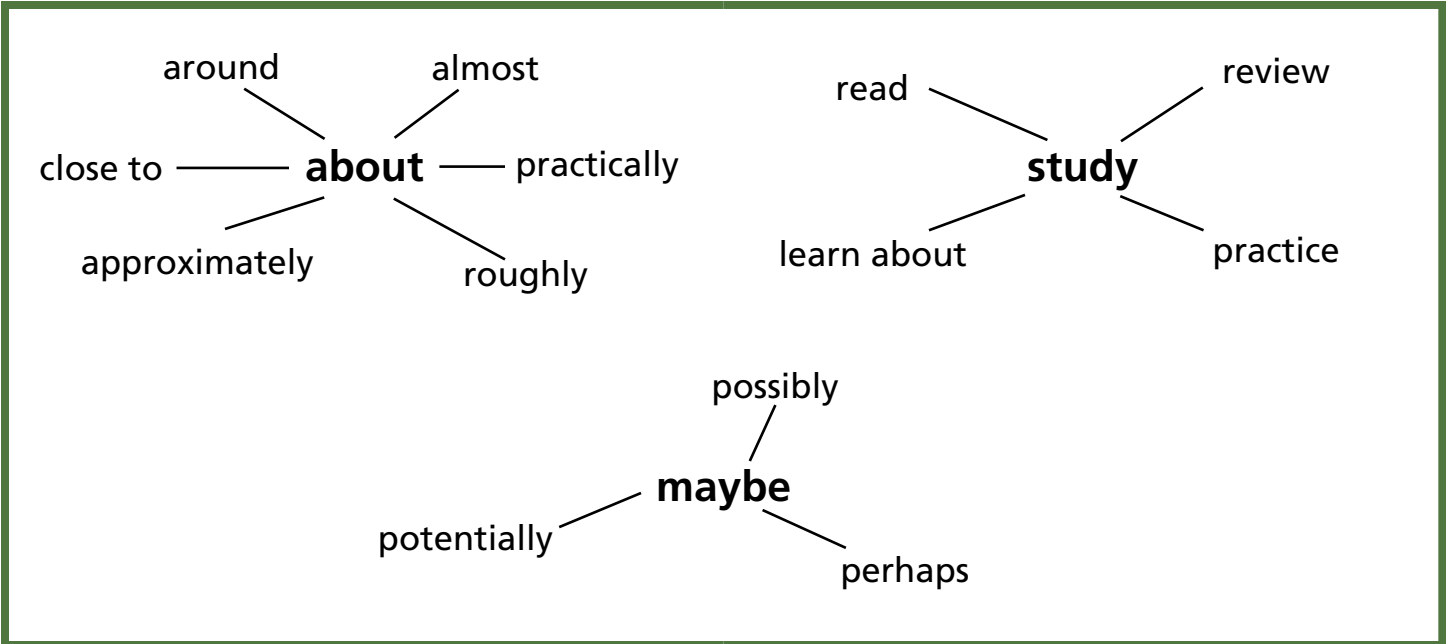 around
almost
close to
about
practically
approximately
roughly
read
review
study
learn about
practice
possibly
maybe
potentially
perhaps